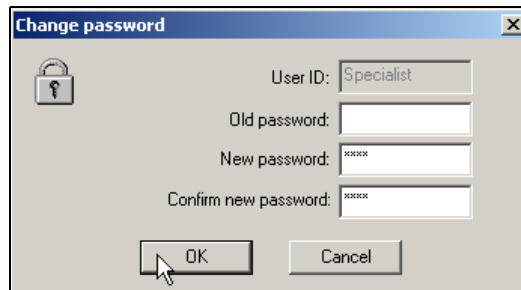 Change password
User ID: Specialist
Old password:
New password: ****
Confirm new password: ****
OK Cancel